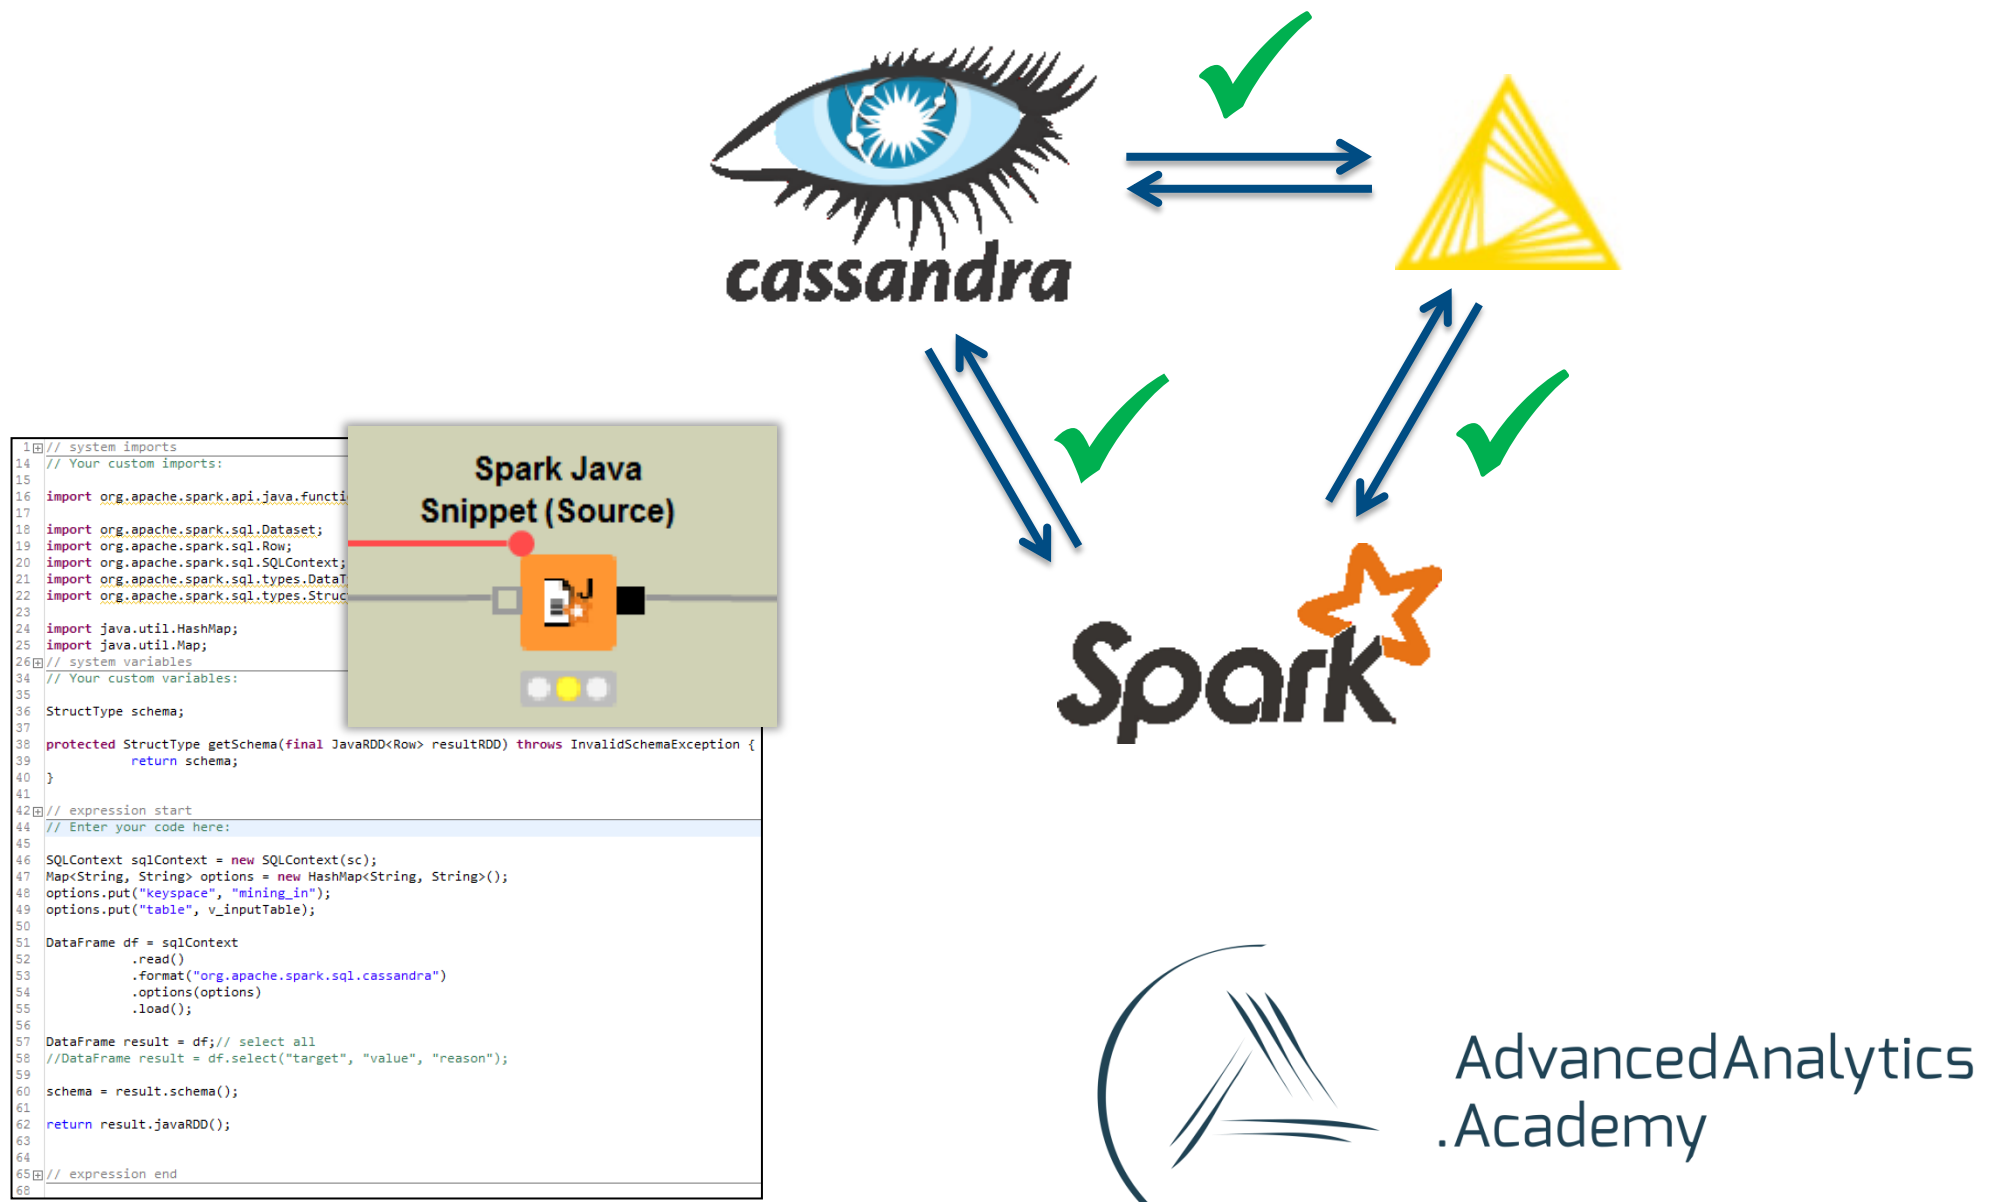 cassandra
Spark
1 // system imports
14 // Your custom imports:
15
16 import org.apache.spark.api.java.functi
17
18 import org.apache.spark.sql.Dataset;
19 import org.apache.spark.sql.Row;
20 import org.apache.spark.sql.SQLContext;
21 import org.apache.spark.sql.types.DataT
22 import org.apache.spark.sql.types.Struc
23
24 import java.util.HashMap;
25 import java.util.Map;
26 // system variables
34 // Your custom variables:
35
36 StructType schema;
37
38 protected StructType getSchema(final JavaRDD<Row> resultRDD) throws InvalidSchemaException {
39 return schema;
40 }
41
42 // expression start
44 // Enter your code here:
45
46 SQLContext sqlContext = new SQLContext(sc);
47 Map<String, String> options = new HashMap<String, String>();
48 options.put("keyspace", "mining_in");
49 options.put("table", v_inputTable);
50
51 DataFrame df = sqlContext
52 .read()
53 .format("org.apache.spark.sql.cassandra")
54 .options(options)
55 .load();
56
57 DataFrame result = df;// select all
58 //DataFrame result = df.select("target", "value", "reason");
59
60 schema = result.schema();
61
62 return result.javaRDD();
63
64
65 // expression end
68
Spark Java
Snippet (Source)
J
AdvancedAnalytics
.Academy